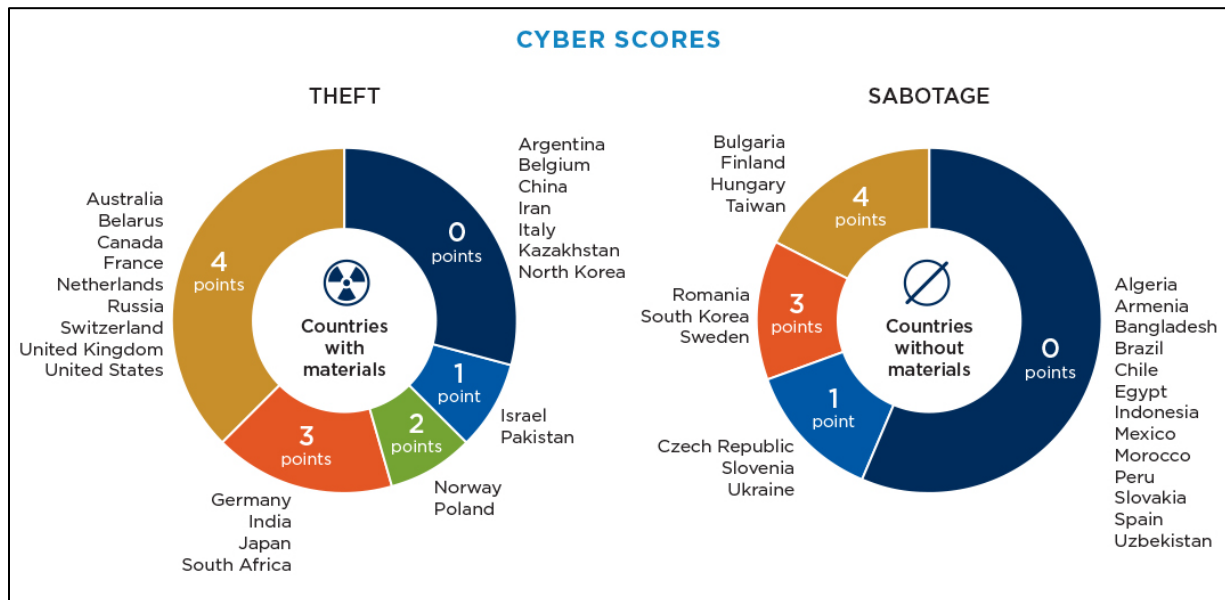 CYBER SCORES
THEFT
Argentina
Belgium
China
Iran
Italy
Kazakhstan
North Korea
0
points
Australia
Belarus
Canada
France
Netherlands
Russia
Switzerland
United Kingdom
United States
4
points
Countries
with
materials
1
point
Israel
Pakistan
2
points
Norway
Poland
3
points
Germany
India
Japan
South Africa
SABOTAGE
Bulgaria
Finland
Hungary
Taiwan
4
points
Romania
South Korea
Sweden
3
points
Countries
without
materials
0
points
Algeria
Armenia
Bangladesh
Brazil
Chile
Egypt
Indonesia
Mexico
Morocco
Peru
Slovakia
Spain
Uzbekistan
1
point
Czech Republic
Slovenia
Ukraine